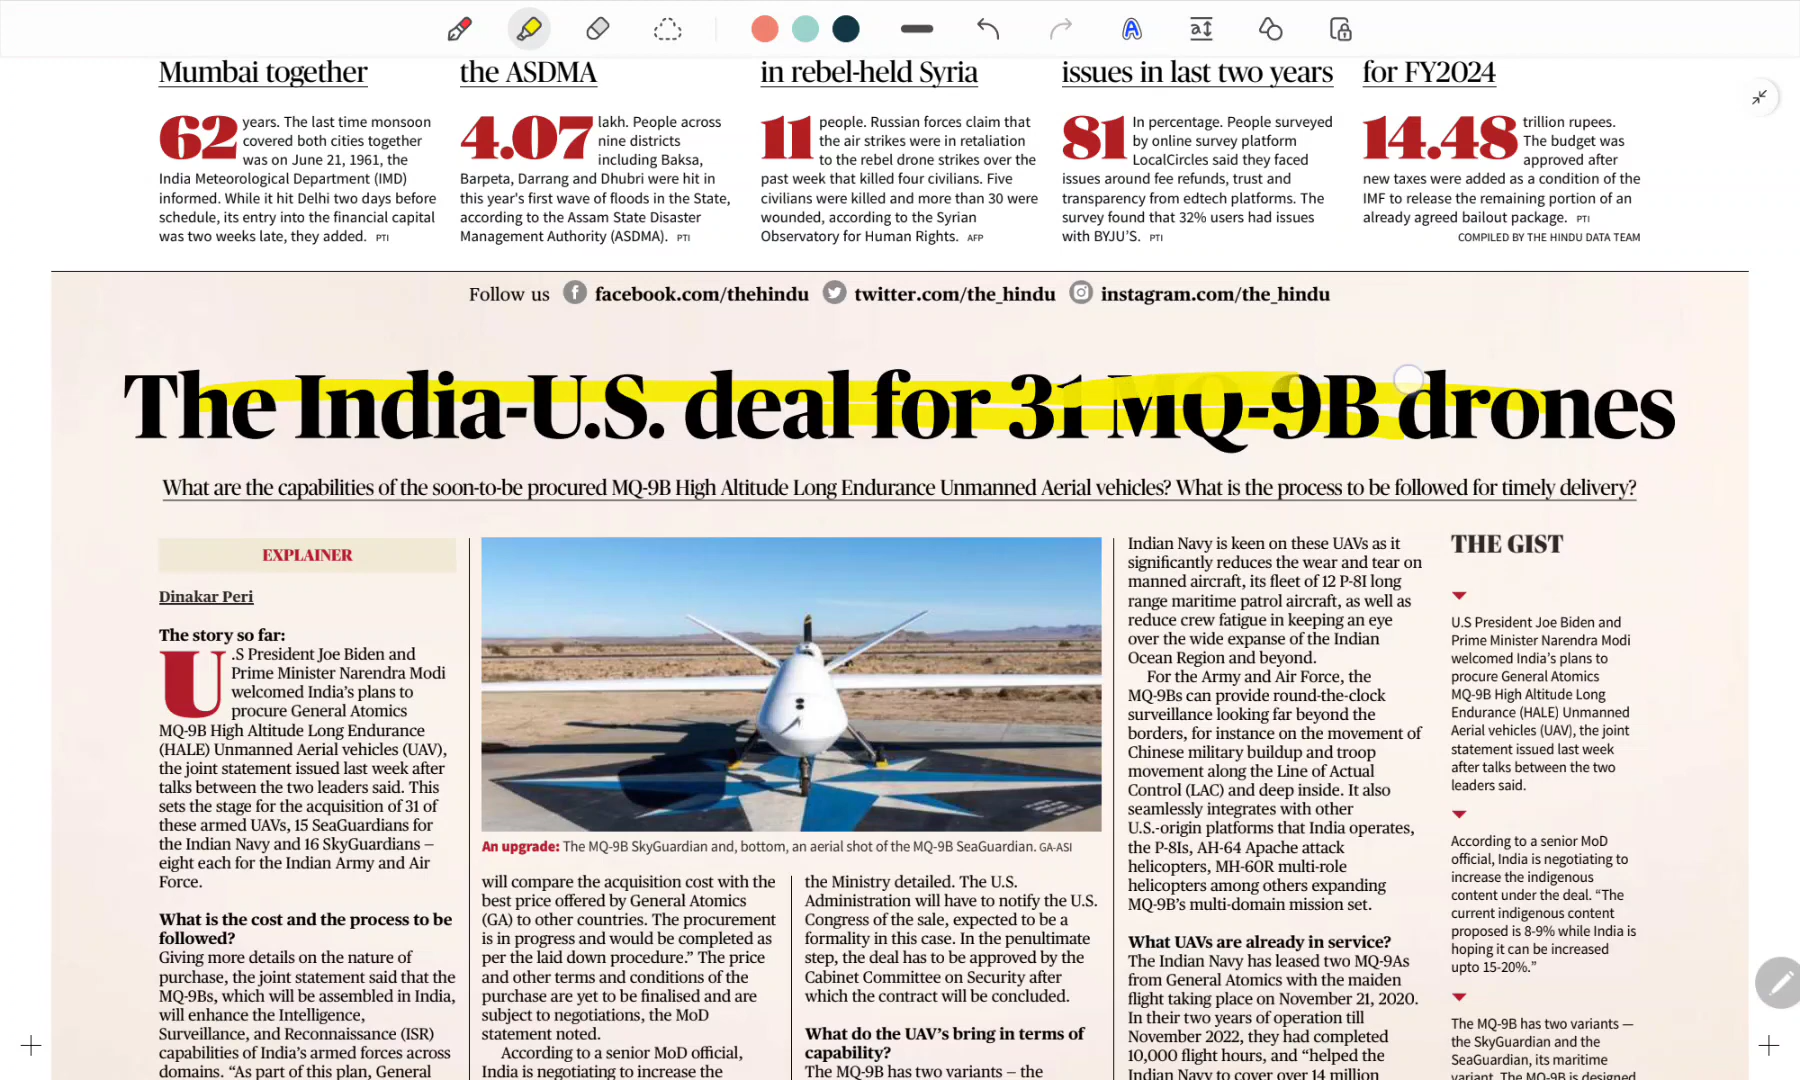 Mumbai together
62 years. The last time monsoon
covered both cities together
was on June 21, 1961, the
India Meteorological Department (IMD)
informed. While it hit Delhi two days before
schedule, its entry into the financial capital
was two weeks late, they added. PTI
the ASDMA
4.07 lakh. People across
nine districts
including Baksa,
Barpeta, Darrang and Dhubri were hit in
this year's first wave of floods in the State,
according to the Assam State Disaster
Management Authority (ASDMA). PTI
in rebel-held Syria
11 people. Russian forces claim that
the air strikes were in retaliation
to the rebel drone strikes over the
past week that killed four civilians. Five
civilians were killed and more than 30 were
wounded, according to the Syrian
Observatory for Human Rights. AFP
issues in last two years
81 In percentage. People surveyed
by online survey platform
LocalCircles said they faced
issues around fee refunds, trust and
transparency from edtech platforms. The
survey found that 32% users had issues
with BYJU'S. PTI
for FY2024
14.48 trillion rupees.
The budget was
approved after
new taxes were added as a condition of the
IMF to release the remaining portion of an
already agreed bailout package. PTI
COMPILED BY THE HINDU DATA TEAM
Follow us facebook.com/thehindu twitter.com/the_hindu instagram.com/the_hindu
The India-U.S. deal for 31 MQ-9B drones
What are the capabilities of the soon-to-be procured MQ-9B High Altitude Long Endurance Unmanned Aerial vehicles? What is the process to be followed for timely delivery?
EXPLAINER
Dinakar Peri
The story so far:
U.S President Joe Biden and
Prime Minister Narendra Modi
welcomed India's plans to
procure General Atomics
MQ-9B High Altitude Long Endurance
(HALE) Unmanned Aerial vehicles (UAV),
the joint statement issued last week after
talks between the two leaders said. This
sets the stage for the acquisition of 31 of
these armed UAVs, 15 SeaGuardians for
the Indian Navy and 16 SkyGuardians –
eight each for the Indian Army and Air
Force.
What is the cost and the process to be
followed?
Giving more details on the nature of
purchase, the joint statement said that the
MQ-9Bs, which will be assembled in India,
will enhance the Intelligence,
Surveillance, and Reconnaissance (ISR)
capabilities of India's armed forces across
domains. “As part of this plan, General
An upgrade: The MQ-9B SkyGuardian and, bottom, an aerial shot of the MQ-9B SeaGuardian. GA-ASI
will compare the acquisition cost with the
best price offered by General Atomics
(GA) to other countries. The procurement
is in progress and would be completed as
per the laid down procedure.” The price
and other terms and conditions of the
purchase are yet to be finalised and are
subject to negotiations, the MoD
statement noted.
According to a senior MoD official,
India is negotiating to increase the
the Ministry detailed. The U.S.
Administration will have to notify the U.S.
Congress of the sale, expected to be a
formality in this case. In the penultimate
step, the deal has to be approved by the
Cabinet Committee on Security after
which the contract will be concluded.
What do the UAV's bring in terms of
capability?
The MQ-9B has two variants – the
Indian Navy is keen on these UAVs as it
significantly reduces the wear and tear on
manned aircraft, its fleet of 12 P-8I long
range maritime patrol aircraft, as well as
reduce crew fatigue in keeping an eye
over the wide expanse of the Indian
Ocean Region and beyond.
For the Army and Air Force, the
MQ-9Bs can provide round-the-clock
surveillance looking far beyond the
borders, for instance on the movement of
Chinese military buildup and troop
movement along the Line of Actual
Control (LAC) and deep inside. It also
seamlessly integrates with other
U.S.-origin platforms that India operates,
the P-8Is, AH-64 Apache attack
helicopters, MH-60R multi-role
helicopters among others expanding
MQ-9B's multi-domain mission set.
What UAVs are already in service?
The Indian Navy has leased two MQ-9As
from General Atomics with the maiden
flight taking place on November 21, 2020.
In their two years of operation till
November 2022, they had completed
10,000 flight hours, and “helped the
Indian Navy to cover over 14 million
THE GIST
U.S President Joe Biden and
Prime Minister Narendra Modi
welcomed India's plans to
procure General Atomics
MQ-9B High Altitude Long
Endurance (HALE) Unmanned
Aerial vehicles (UAV), the joint
statement issued last week
after talks between the two
leaders said.
According to a senior MoD
official, India is negotiating to
increase the indigenous
content under the deal. “The
current indigenous content
proposed is 8-9% while India is
hoping it can be increased
upto 15-20%.”
The MQ-9B has two variants —
the SkyGuardian and the
SeaGuardian, its maritime
variant. The MQ-9B is designed